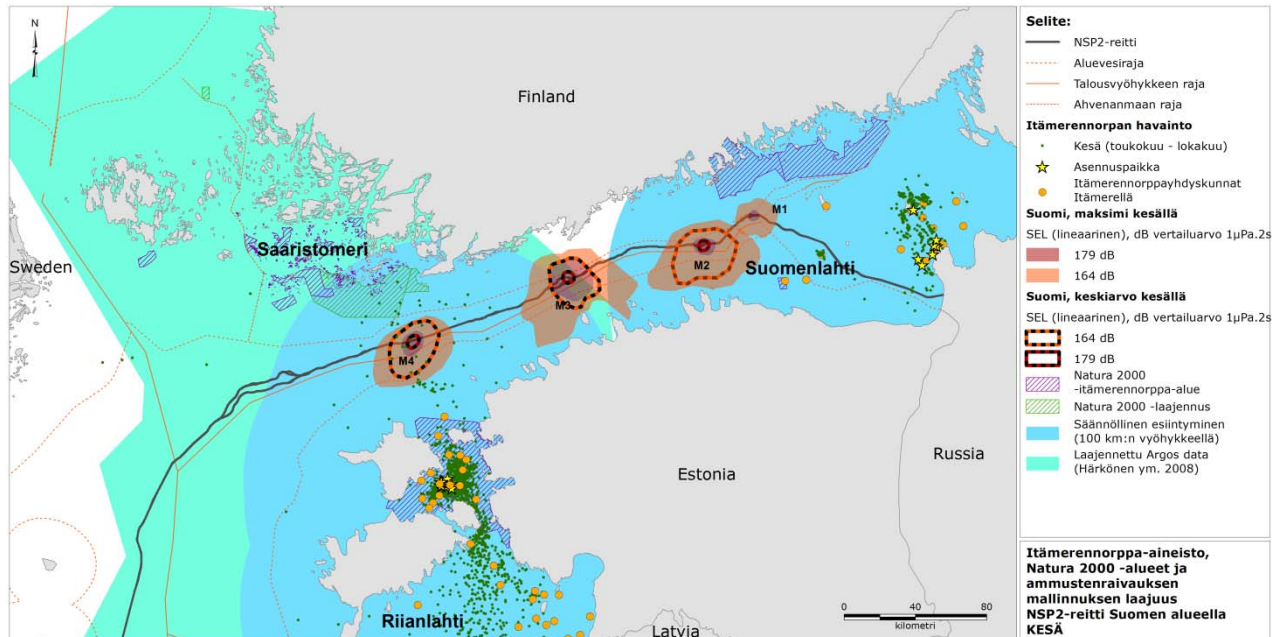 N
Finland
Sweden
Saaristomeri
Suomenlahti
M1
M2
M3
M4
Estonia
Russia
Riianlahti
Latvia
0 40 80
kilometri
Selite:
NSP2-reitti
Aluevesiraja
Talousvyöhykkeen raja
Ahvenanmaan raja
Itämerennorpan havainto
Kesä (toukokuu - lokakuu)
Asennuspaikka
Itämerennorppayhdyskunnat
Itämerellä
Suomi, maksimi kesällä
SEL (lineaarinen), dB vertailuarvo 1µPa.2s
179 dB
164 dB
Suomi, keskiarvo kesällä
SEL (lineaarinen), dB vertailuarvo 1µPa.2s
164 dB
179 dB
Natura 2000
-itämerennorppa-alue
Natura 2000 -laajennus
Säännöllinen esiintyminen
(100 km:n vyöhykkeellä)
Laajennettu Argos data
(Härkönen ym. 2008)
Itämerennorppa-aineisto,
Natura 2000 -alueet ja
ammustenraivauksen
mallinnuksen laajuus
NSP2-reitti Suomen alueella
KESÄ